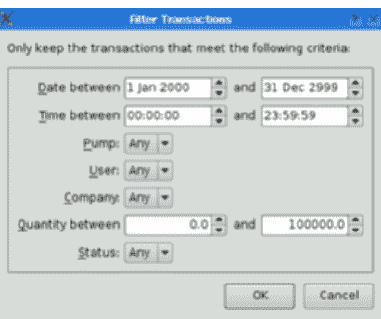 Filter Transactions
Only keep the transactions that meet the following criteria:
Date between 1 Jan 2000 and 31 Dec 2999
Time between 00:00:00 and 23:59:59
Pump: Any
User: Any
Company: Any
Quantity between 0.0 and 100000.0
Status: Any
OK Cancel